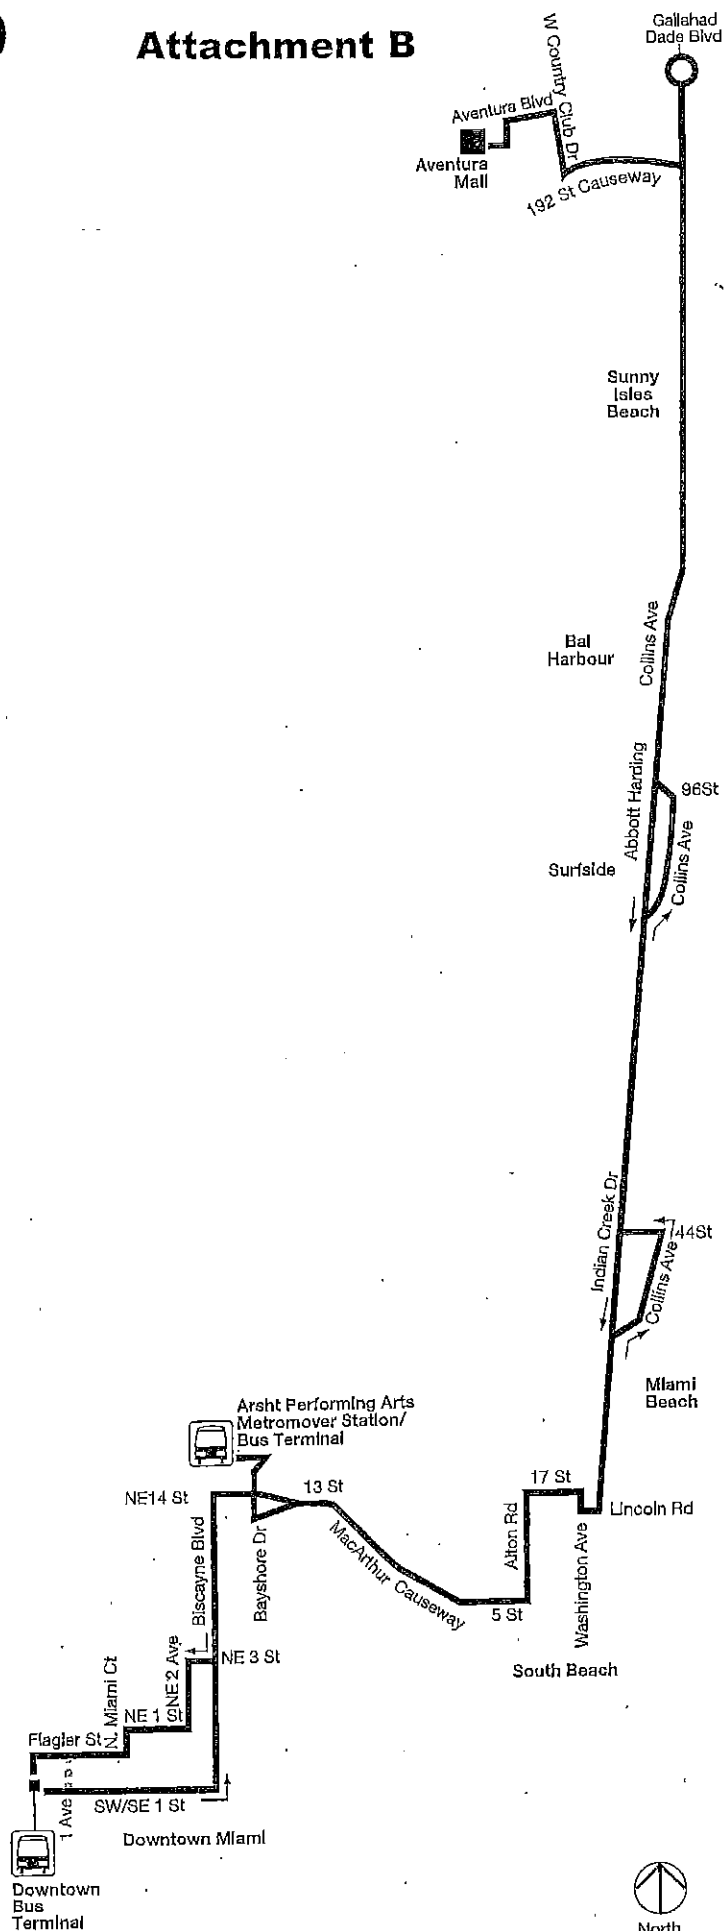 Attachment B
Gallahad
Dade Blvd
W Country Club Dr
Aventura Blvd
Aventura
Mall
192 St Causeway
Sunny
Isles
Beach
Collins Ave
Bal
Harbour
Abbott Harding
96St
Collins Ave
Surfside
Indian Creek Dr
44St
Collins Ave
Miami
Beach
Arsht Performing Arts
Metromover Station/
Bus Terminal
NE14 St
13 St
17 St
Lincoln Rd
Biscayne Blvd
Bayshore Dr
MacArthur Causeway
Alton Rd
Washington Ave
5 St
South Beach
NE 3 St
NE 2 Ave
N. Miami Ct
NE 1 St
Flagler St
1 Ave
SW/SE 1 St
Downtown Miami
Downtown
Bus
Terminal
North